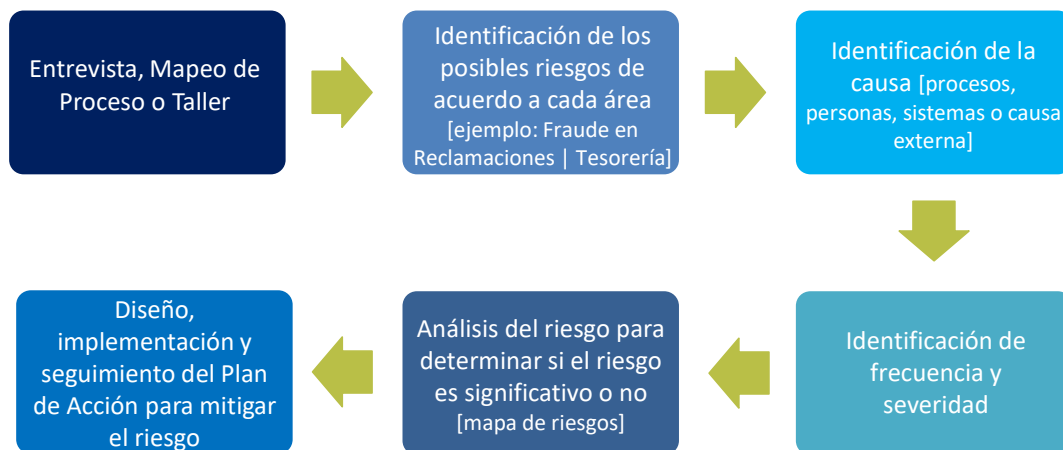 Entrevista, Mapeo de
Proceso o Taller
Identificación de los
posibles riesgos de
acuerdo a cada área
[ejemplo: Fraude en
Reclamaciones | Tesorería]
Identificación de la
causa [procesos,
personas, sistemas o causa
externa]
Identificación de
frecuencia y
severidad
Análisis del riesgo para
determinar si el riesgo
es significativo o no
[mapa de riesgos]
Diseño,
implementación y
seguimiento del Plan
de Acción para mitigar
el riesgo